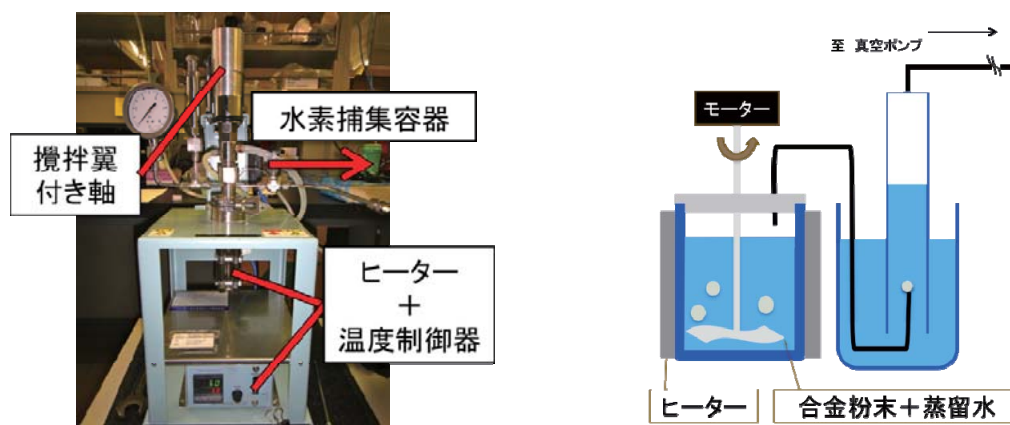 水素捕集容器
攪拌翼
付き軸
ヒーター
+
温度制御器
至 真空ポンプ
モーター
ヒーター
合金粉末+蒸留水